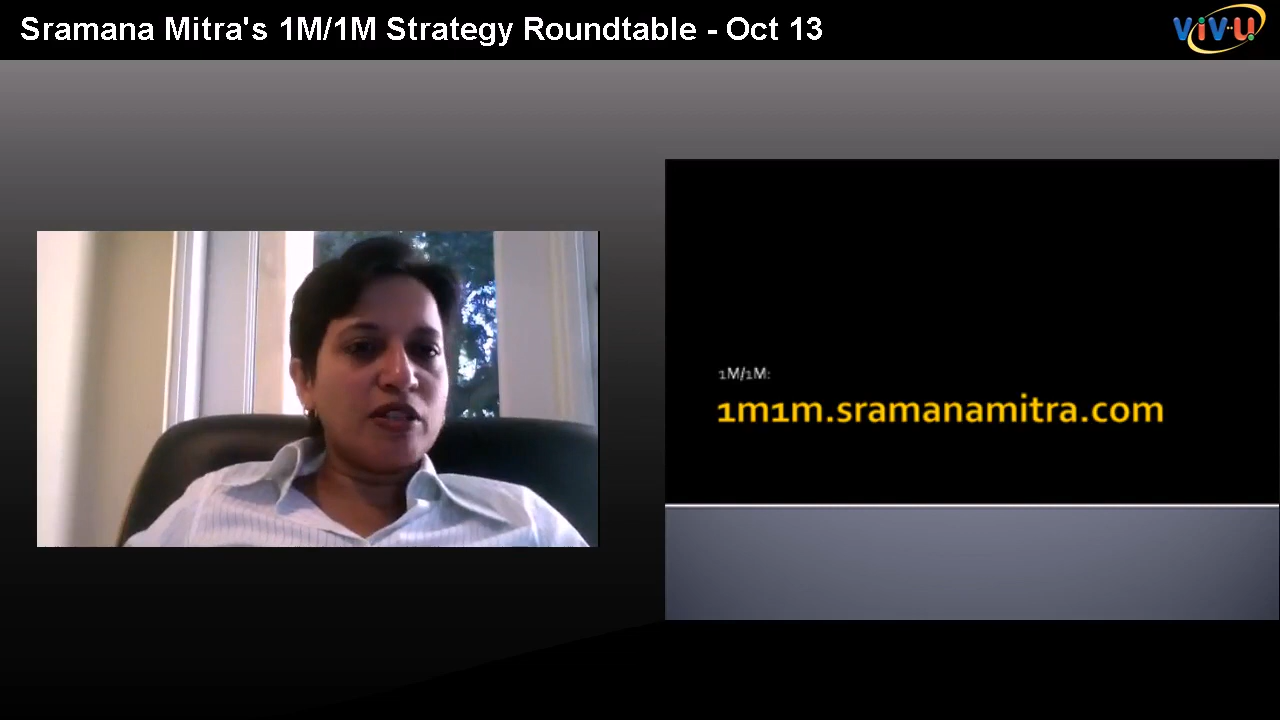 Sramana Mitra's 1M/1M Strategy Roundtable - Oct 13
ViVU
1M/1M:
1m1m.sramanamitra.com